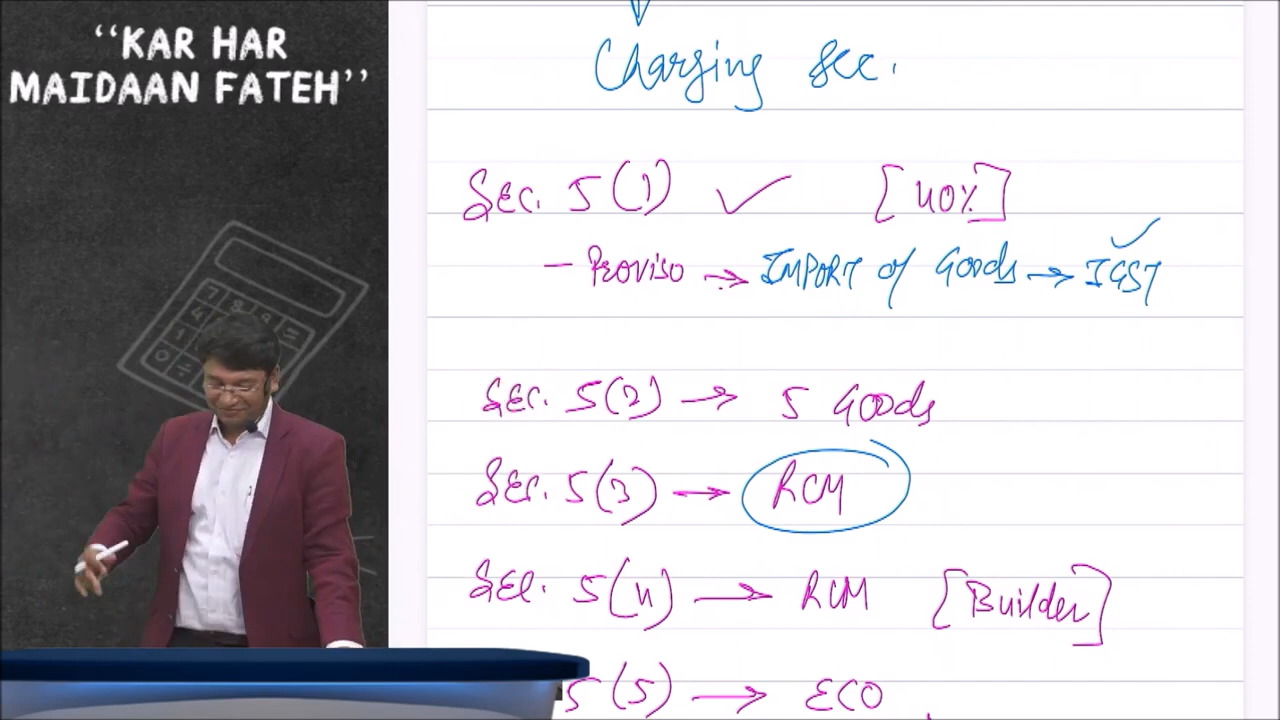 “KAR HAR
MAIDAAN FATEH”
Charging Sec.
Sec. 5(1) ✓ [40%]
- Proviso → IMPORT of Goods → IGST ✓
Sec. 5(2) → 5 Goods
Sec. 5(3) → RCM
Sec. 5(4) → RCM [Builder]
5(5) → ECO